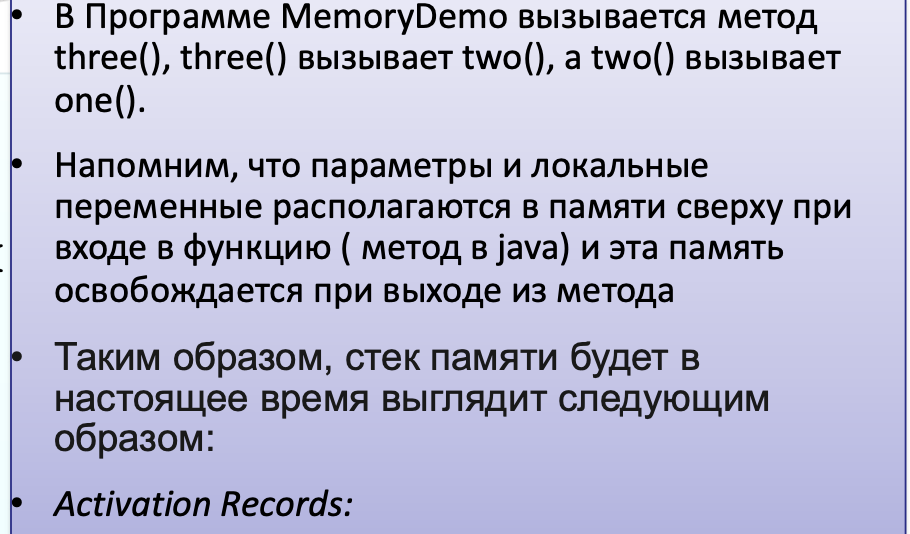 • В Программе MemoryDemo вызывается метод
three(), three() вызывает two(), а two() вызывает
one().
• Напомним, что параметры и локальные
переменные располагаются в памяти сверху при
входе в функцию ( метод в java) и эта память
освобождается при выходе из метода
• Таким образом, стек памяти будет в
настоящее время выглядит следующим
образом:
• Activation Records: